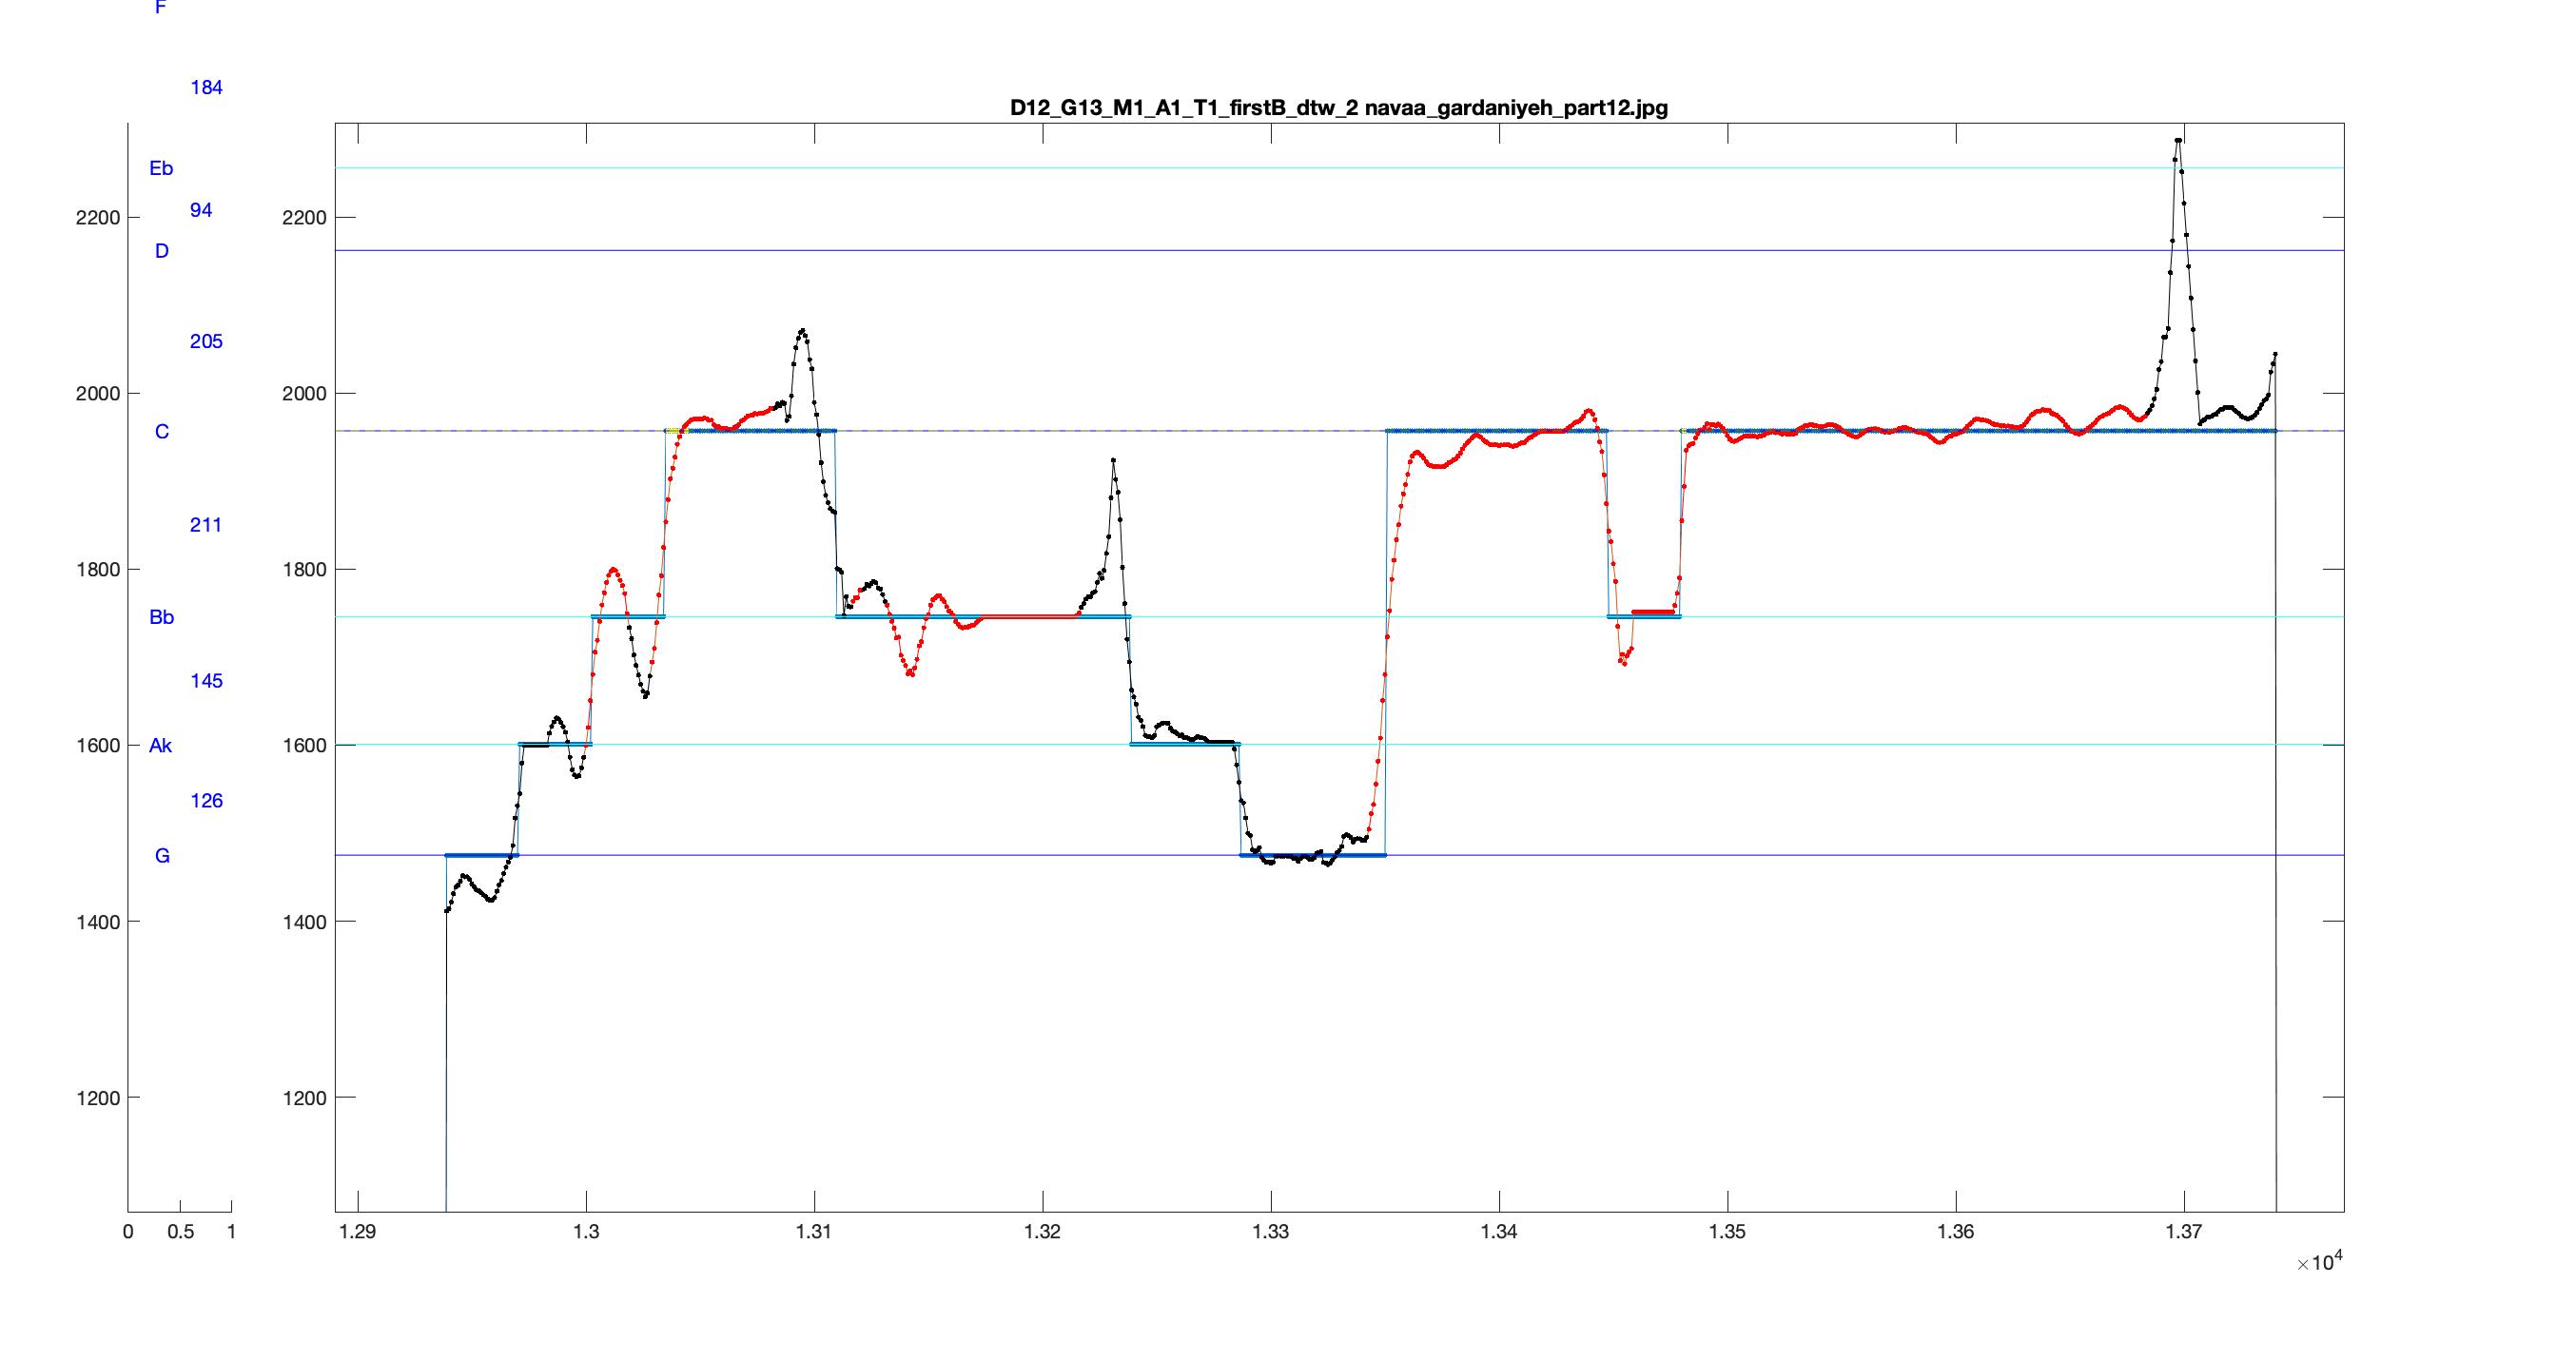 F
184
D12_G13_M1_A1_T1_firstB_dtw_2 navaa_gardaniyeh_part12.jpg
Eb
94
2200 2200
D
205
2000 2000
C
211
1800 1800
Bb
145
1600 Ak 1600
126
G
1400 1400
1200 1200
0 0.5 1 1.29 1.3 1.31 1.32 1.33 1.34 1.35 1.36 1.37
×10⁴